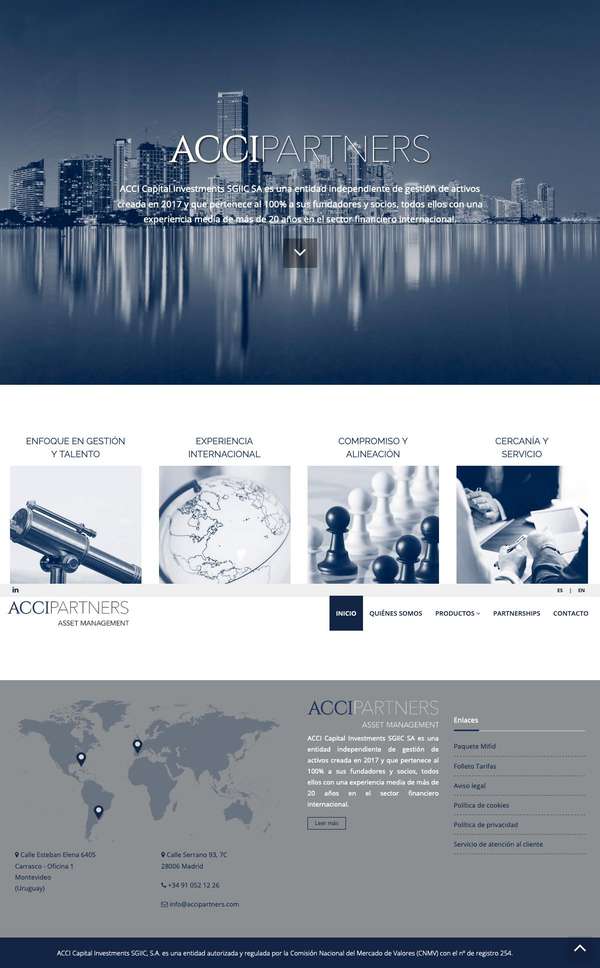 ACCIPARTNERS
ACCI Capital Investments SGIIC SA es una entidad independiente de gestión de activos
creada en 2017 y que pertenece al 100% a sus fundadores y socios, todos ellos con una
experiencia media de más de 20 años en el sector financiero internacional.
ENFOQUE EN GESTIÓN
Y TALENTO
EXPERIENCIA
INTERNACIONAL
COMPROMISO Y
ALINEACIÓN
CERCANÍA Y
SERVICIO
in
ES | EN
ACCIPARTNERS
ASSET MANAGEMENT
INICIO
QUIÉNES SOMOS
PRODUCTOS
PARTNERSHIPS
CONTACTO
Calle Esteban Elena 6405
Carrasco - Oficina 1
Montevideo
(Uruguay)
Calle Serrano 93, 7C
28006 Madrid
+34 91 052 12 26
info@accipartners.com
ACCIPARTNERS
ASSET MANAGEMENT
ACCI Capital Investments SGIIC SA es una
entidad independiente de gestión de
activos creada en 2017 y que pertenece al
100% a sus fundadores y socios, todos
ellos con una experiencia media de más de
20 años en el sector financiero
internacional.
Leer más
Enlaces
Paquete Mifid
Folleto Tarifas
Aviso legal
Política de cookies
Política de privacidad
Servicio de atención al cliente
ACCI Capital Investments SGIIC, S.A. es una entidad autorizada y regulada por la Comisión Nacional del Mercado de Valores (CNMV) con el nº de registro 254.